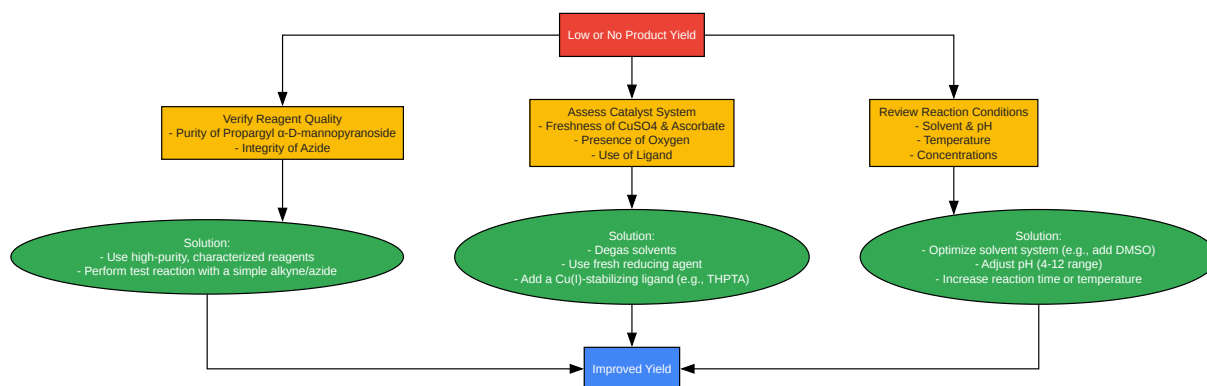 Low or No Product Yield
Verify Reagent Quality
- Purity of Propargyl α-D-mannopyranoside
- Integrity of Azide
Assess Catalyst System
- Freshness of CuSO4 & Ascorbate
- Presence of Oxygen
- Use of Ligand
Review Reaction Conditions
- Solvent & pH
- Temperature
- Concentrations
Solution:
- Use high-purity, characterized reagents
- Perform test reaction with a simple alkyne/azide
Solution:
- Degas solvents
- Use fresh reducing agent
- Add a Cu(I)-stabilizing ligand (e.g., THPTA)
Solution:
- Optimize solvent system (e.g., add DMSO)
- Adjust pH (4-12 range)
- Increase reaction time or temperature
Improved Yield